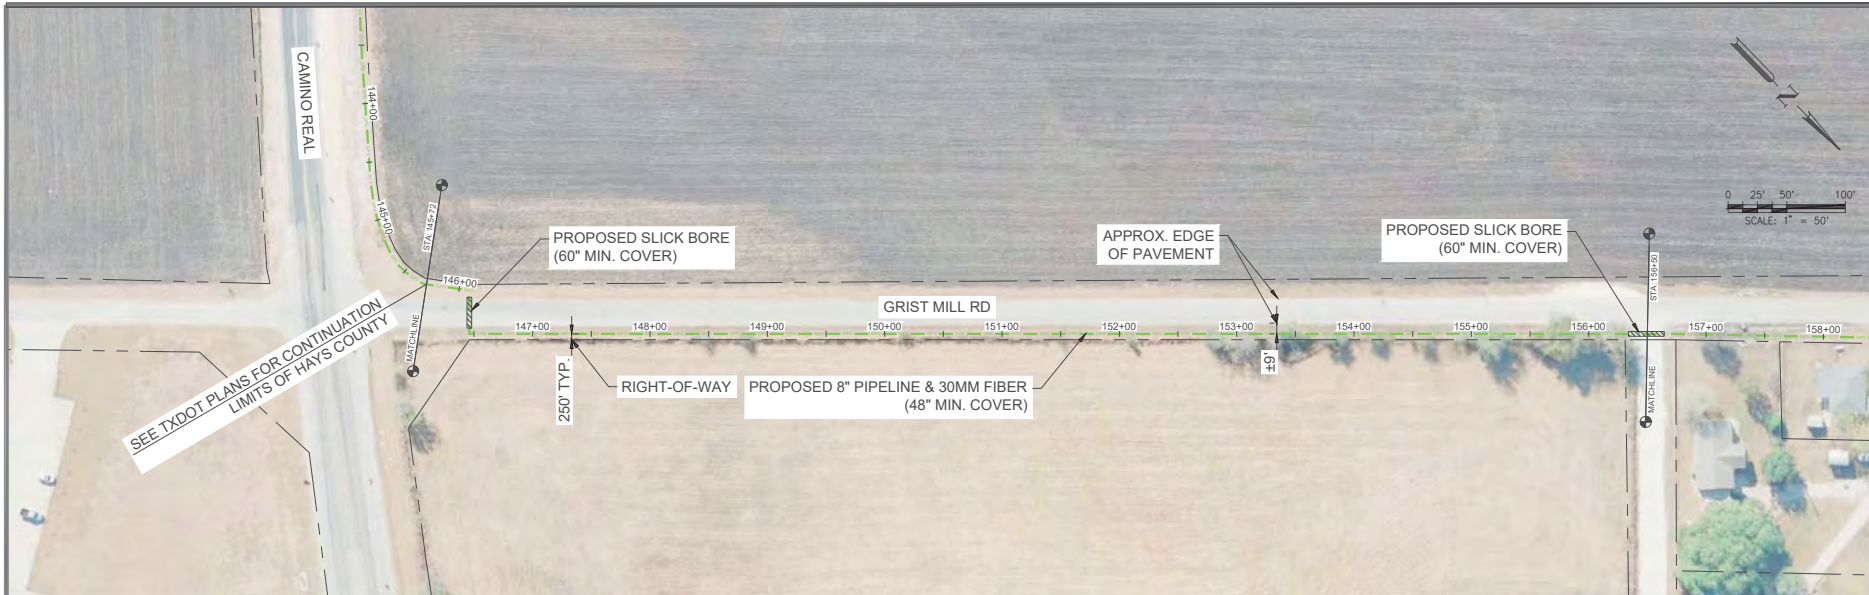 CAMINO REAL
144+00
145+00
STA: 145+72
146+00
MATCHLINE
SEE TXDOT PLANS FOR CONTINUATION
LIMITS OF HAYS COUNTY
PROPOSED SLICK BORE
(60" MIN. COVER)
APPROX. EDGE
OF PAVEMENT
PROPOSED SLICK BORE
(60" MIN. COVER)
N
0 25' 50' 100'
SCALE: 1" = 50'
STA: 156+50
GRIST MILL RD
147+00 148+00 149+00 150+00 151+00 152+00 153+00 154+00 155+00 156+00 157+00 158+00
250' TYP.
RIGHT-OF-WAY
PROPOSED 8" PIPELINE & 30MM FIBER
(48" MIN. COVER)
±9'
MATCHLINE